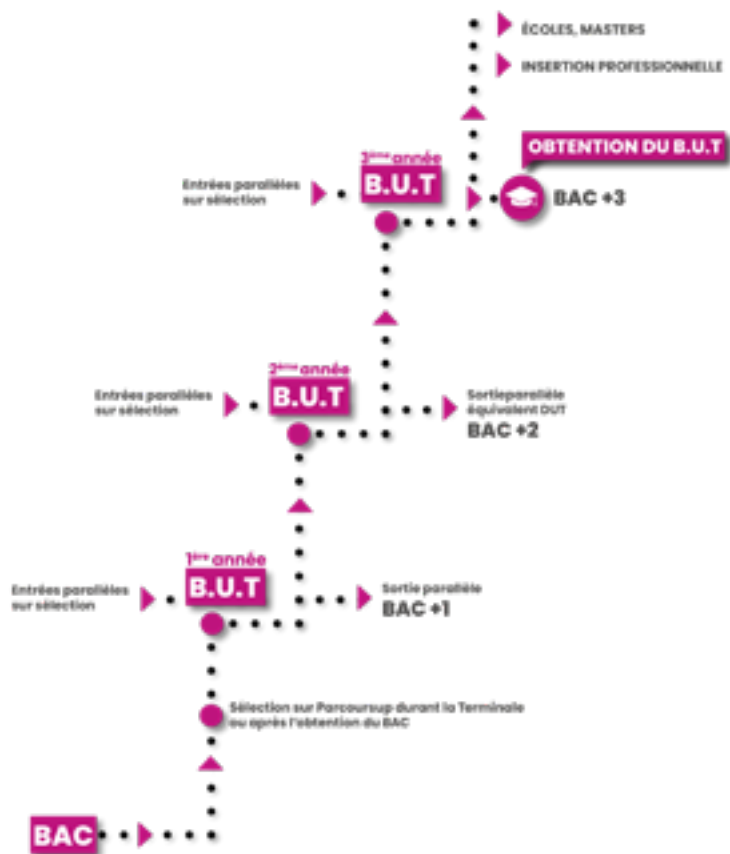 ÉCOLES, MASTERS
INSERTION PROFESSIONNELLE
OBTENTION DU B.U.T
BAC +3
3ème année
B.U.T
Entrées parallèles
sur sélection
2ème année
B.U.T
Entrées parallèles
sur sélection
Sortieparallèle
équivalent DUT
BAC +2
1ère année
B.U.T
Entrées parallèles
sur sélection
Sortie parallèle
BAC +1
Sélection sur Parcoursup durant la Terminale
ou après l'obtention du BAC
BAC